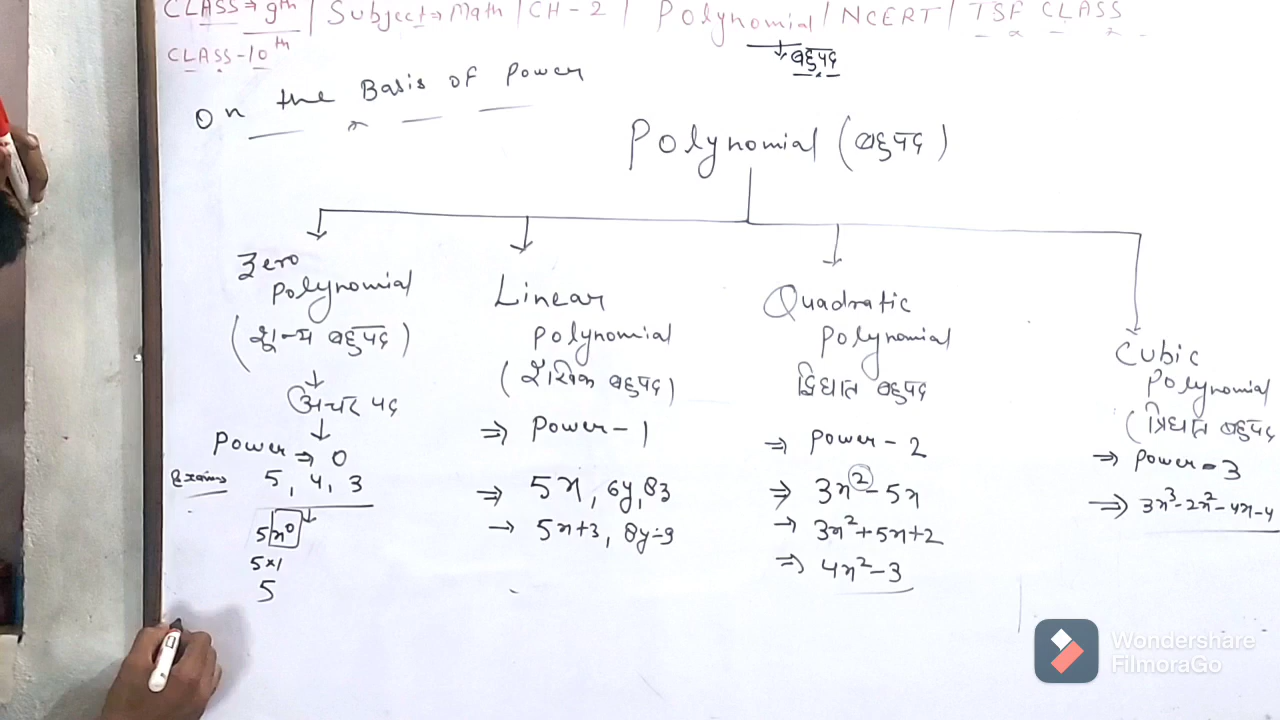 CLASS → 9th / Subject → Math / CH - 2 / Polynomial / NCERT / TSF CLASS
CLASS - 10th
↓ बहुपद
On the Basis of Power
Polynomial (बहुपद)
Zero
Polynomial
(शून्य बहुपद)
↓
अचर पद
↓
Power → 0
5, 4, 3
5x⁰
5×1
5
Linear
Polynomial
(रैखिक बहुपद)
⇒ Power - 1
⇒ 5x, 6y, 8z
→ 5x+3, 8y-9
Quadratic
Polynomial
द्विघात बहुपद
⇒ Power - 2
⇒ 3x² - 5x
→ 3x²+5x+2
⇒ 4x²-3
Cubic
Polynomial
(त्रिघात बहुपद
⇒ Power - 3
⇒ 3x³-2x²-4x-4
Wondershare
FilmoraGo